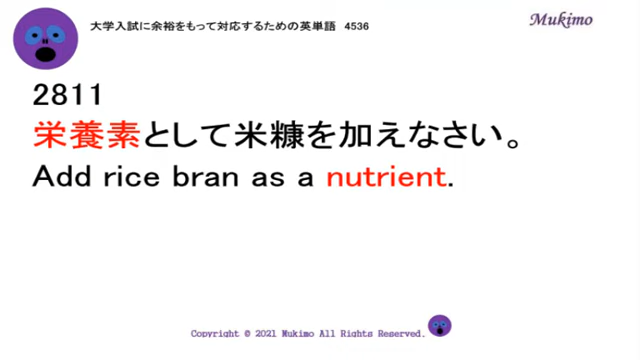 大学入試に余裕をもって対応するための英単語 4536
Mukimo
2811
栄養素として米糠を加えなさい。
Add rice bran as a nutrient.
Copyright © 2021 Mukimo All Rights Reserved.